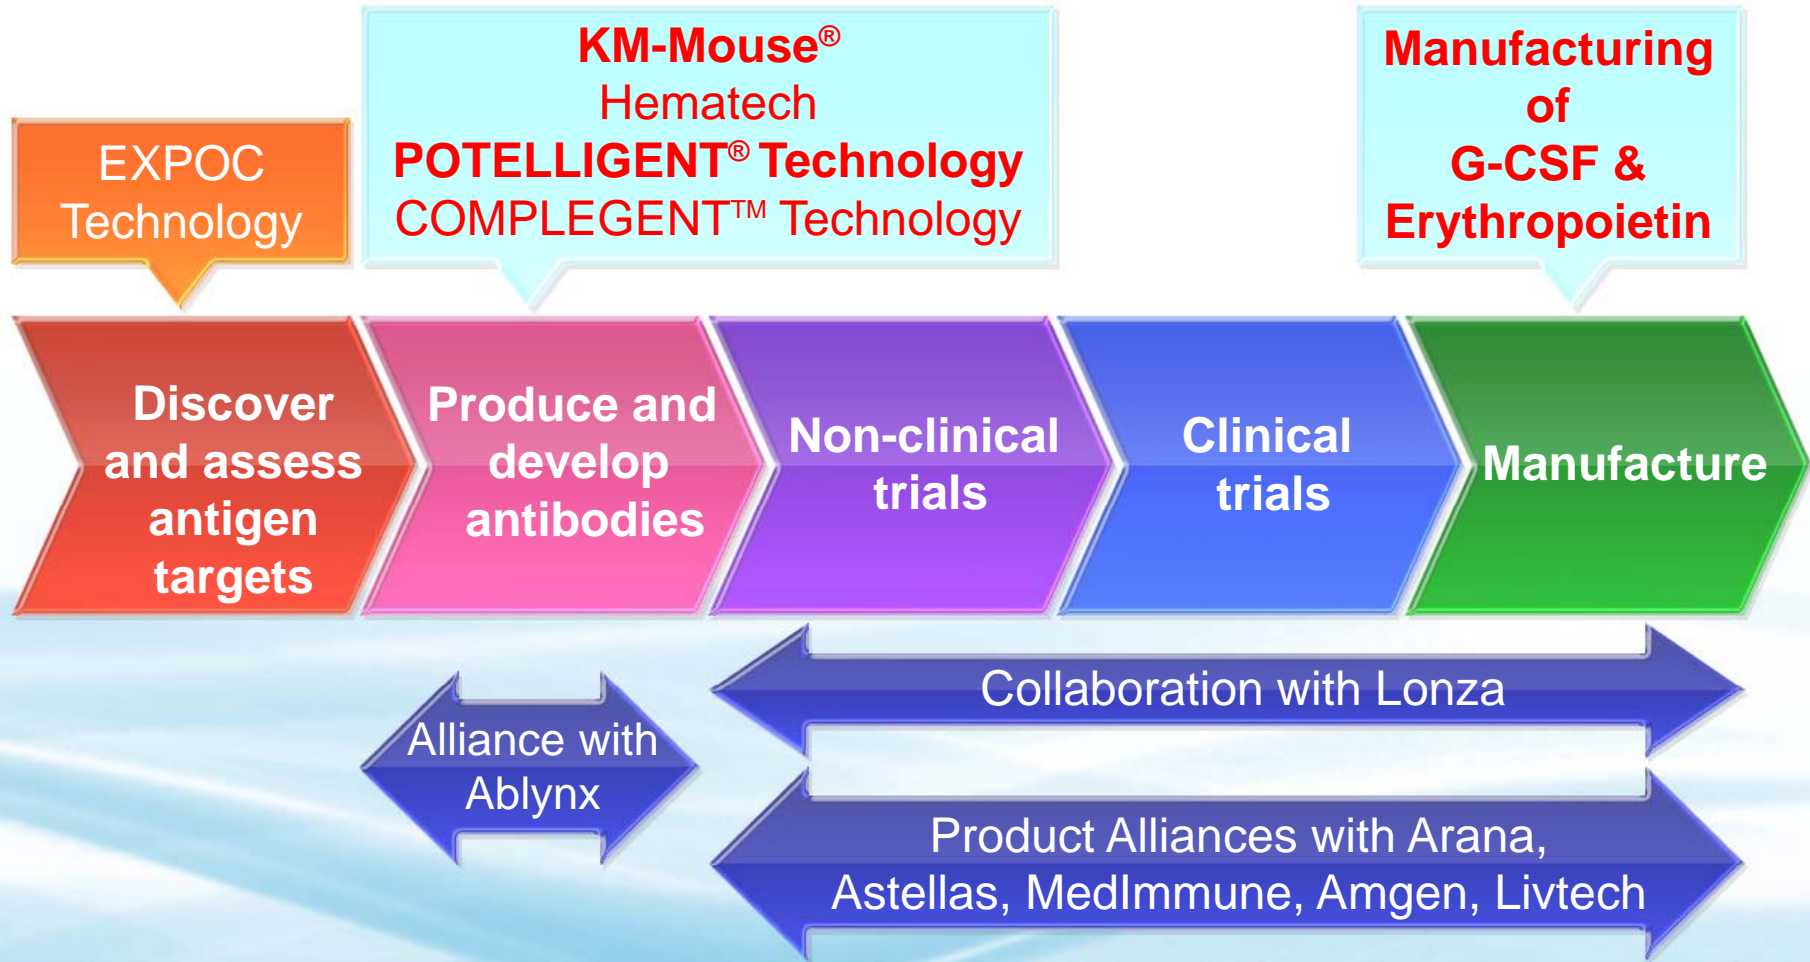 EXPOC
Technology
KM-Mouse®
Hematech
POTELLIGENT® Technology
COMPLEGENT™ Technology
Manufacturing
of
G-CSF &
Erythropoietin
Discover
and assess
antigen
targets
Produce and
develop
antibodies
Non-clinical
trials
Clinical
trials
Manufacture
Alliance with
Ablynx
Collaboration with Lonza
Product Alliances with Arana,
Astellas, MedImmune, Amgen, Livtech